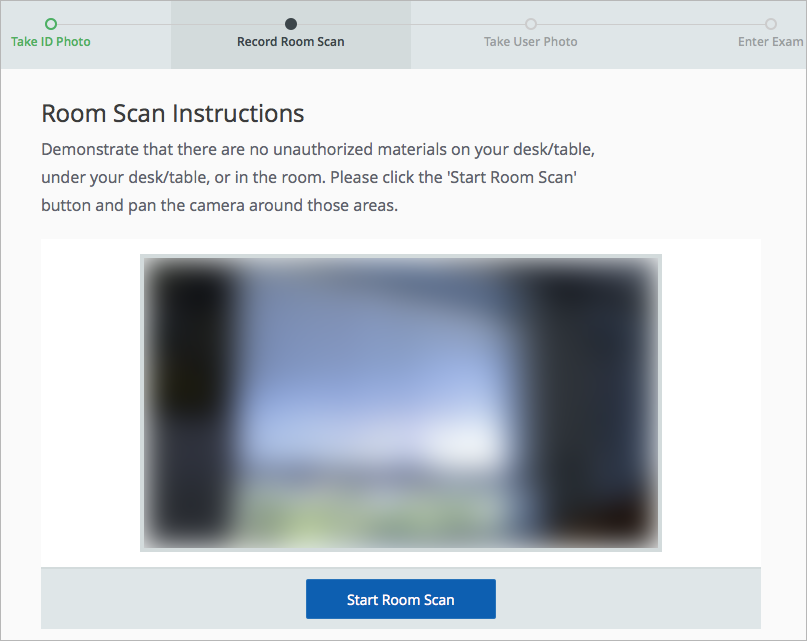 Take ID Photo
Record Room Scan
Take User Photo
Enter Exam
Room Scan Instructions
Demonstrate that there are no unauthorized materials on your desk/table,
under your desk/table, or in the room. Please click the 'Start Room Scan'
button and pan the camera around those areas.
Start Room Scan